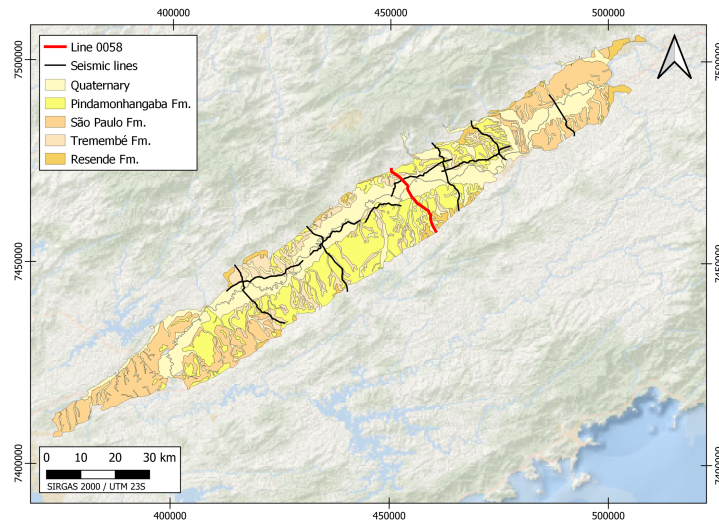 400000 450000 500000
7500000 7500000
Line 0058
Seismic lines
Quaternary
Pindamonhangaba Fm.
São Paulo Fm.
Tremembé Fm.
Resende Fm.
7450000 7450000
7400000 7400000
0 10 20 30 km
SIRGAS 2000 / UTM 23S
400000 450000 500000